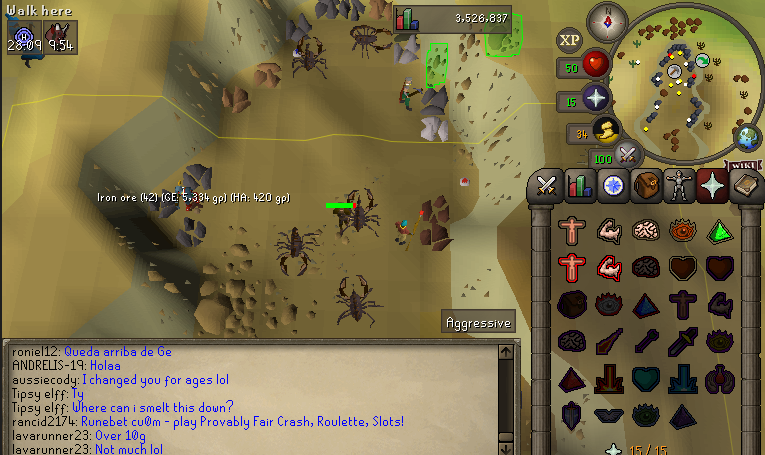 Walk here
3,526,837
N
28-09 9:54
XP
50
15
34
100
WIKI
1
Iron ore (42) (GE: 5,334 gp) (HA: 420 gp)
Aggressive
roniel12: Queda arriba de Ge
ANDRELIS-19: Holaa
aussiecody: I changed you for ages lol
Tipsy elff: Ty
Tipsy elff: Where can i smelt this down?
rancid2174: Runebet cu0m - play Provably Fair Crash, Roulette, Slots!
lavarunner23: Over 10g
lavarunner23: Not much lol
15 / 15